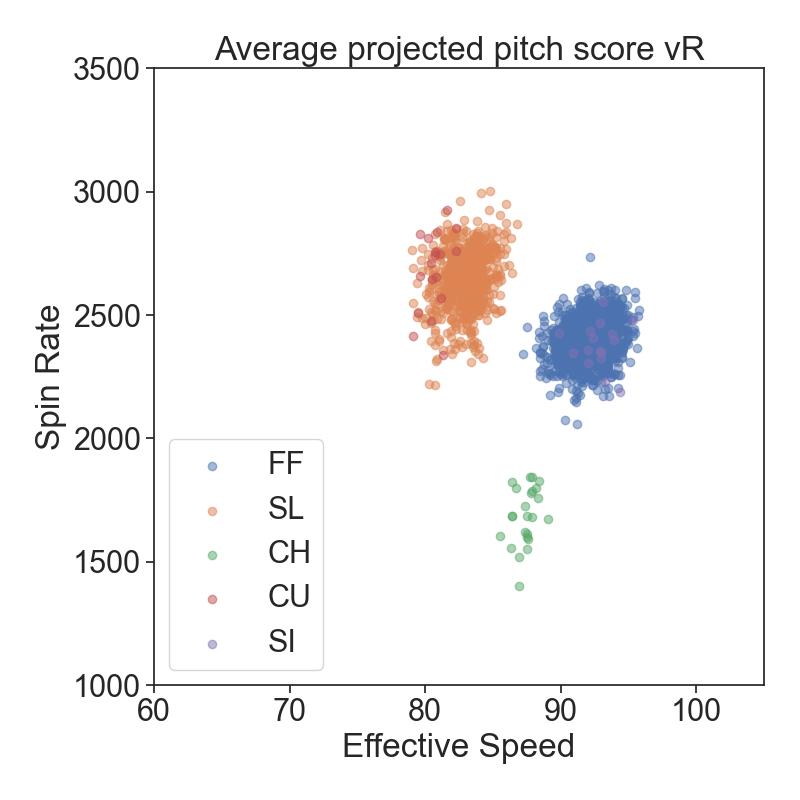 Average projected pitch score vR
3500
3000
2500
2000
1500
1000
Spin Rate
FF
SL
CH
CU
SI
60 70 80 90 100
Effective Speed